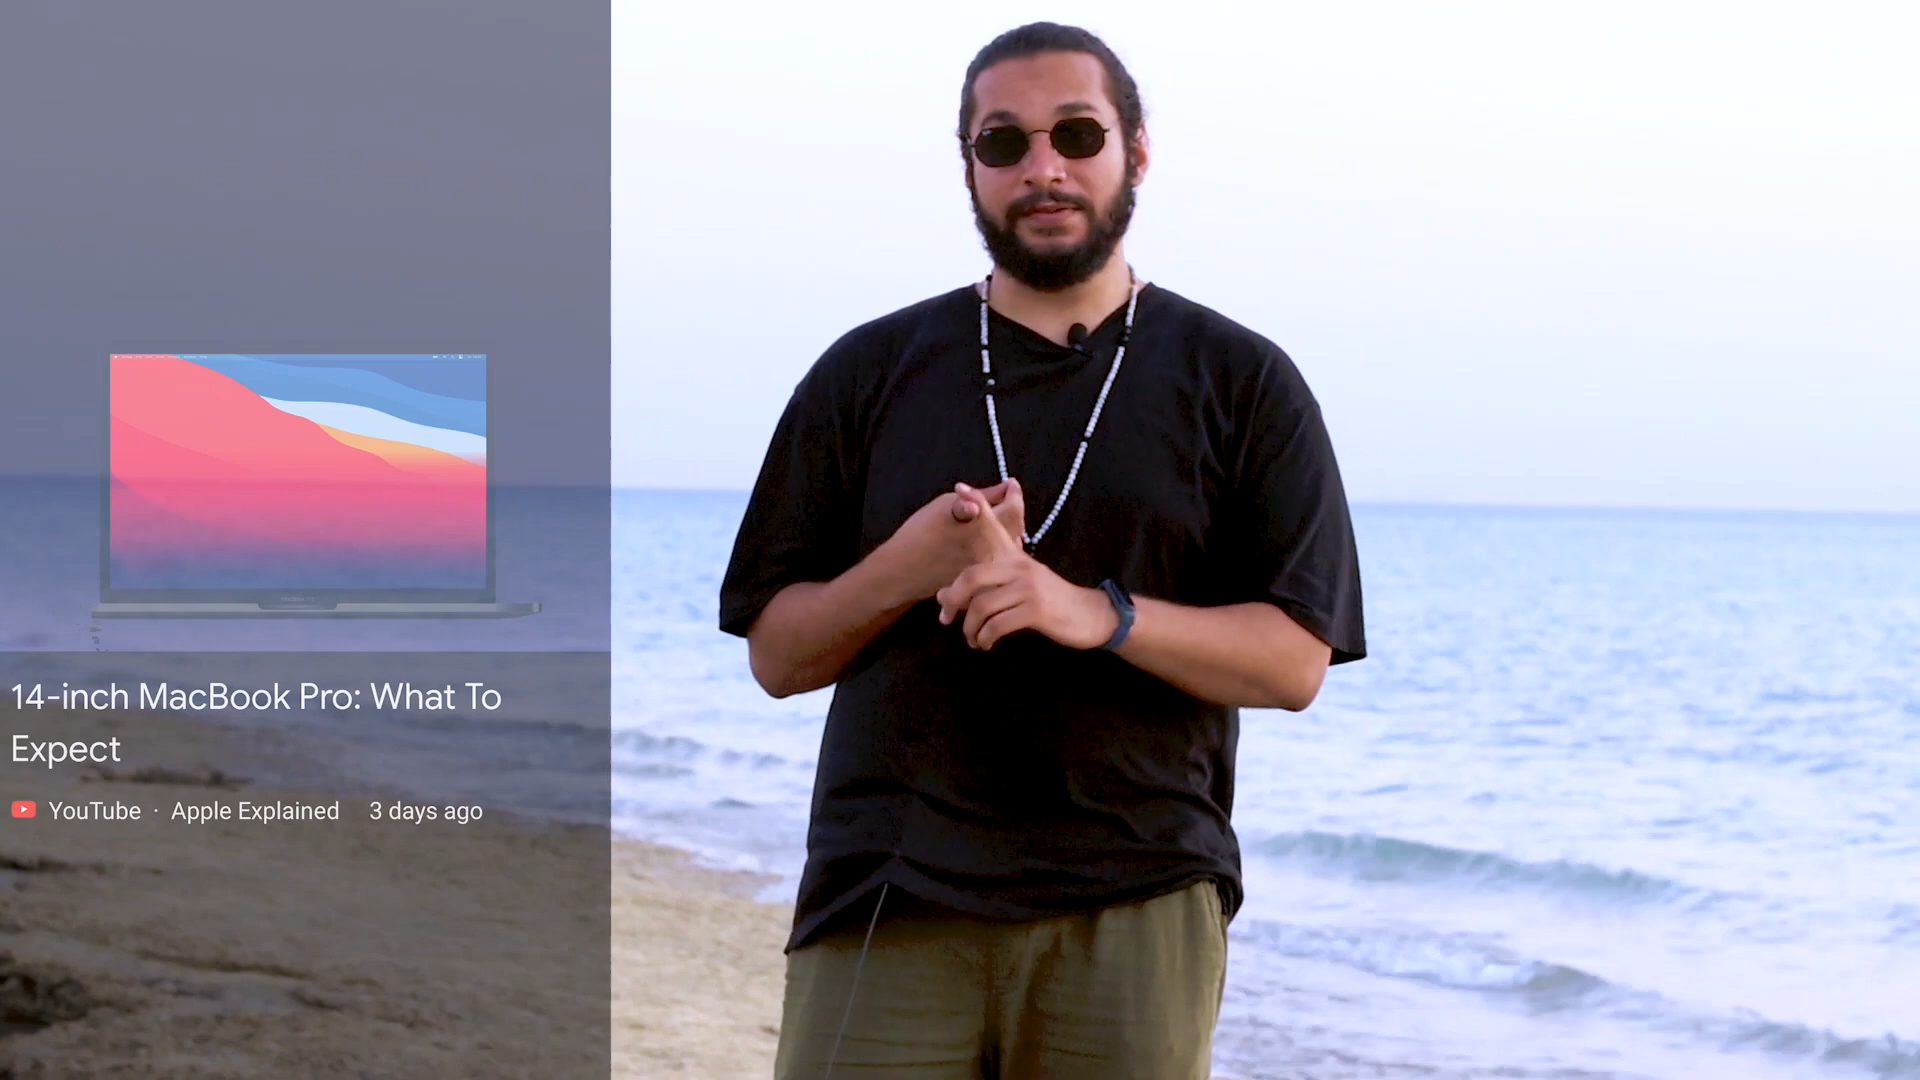 14-inch MacBook Pro: What To
Expect
YouTube · Apple Explained 3 days ago